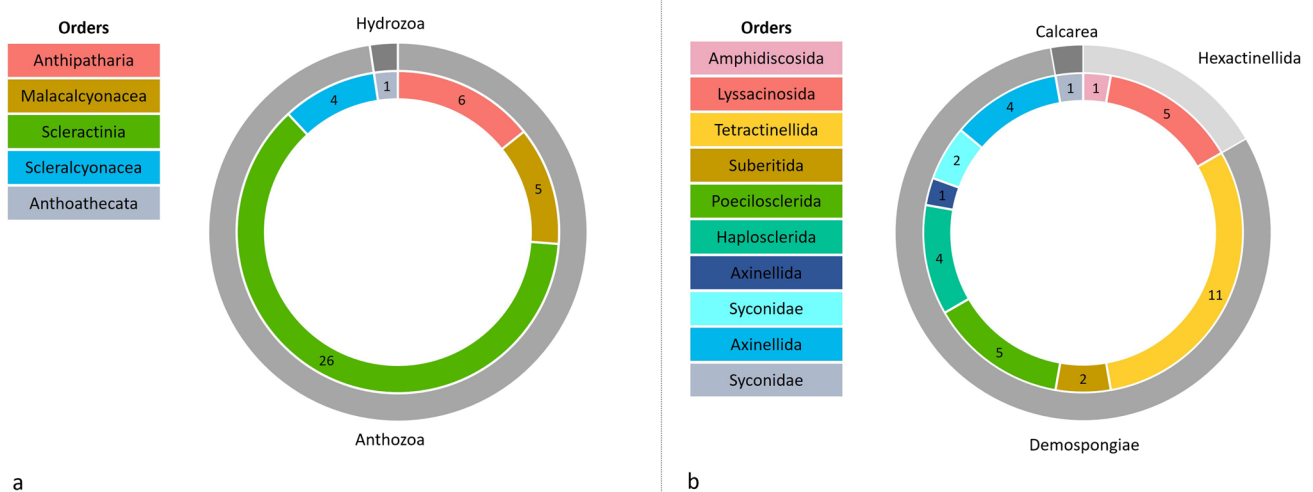 Orders
Anthipatharia
Malacalcyonacea
Scleractinia
Scleralcyonacea
Anthoathecata
Hydrozoa
1
6
4
5
26
Anthozoa
a
Orders
Amphidiscosida
Lyssacinosida
Tetractinellida
Suberitida
Poecilosclerida
Haplosclerida
Axinellida
Syconidae
Axinellida
Syconidae
Calcarea
Hexactinellida
1
1
5
4
2
1
4
11
5
2
Demospongiae
b